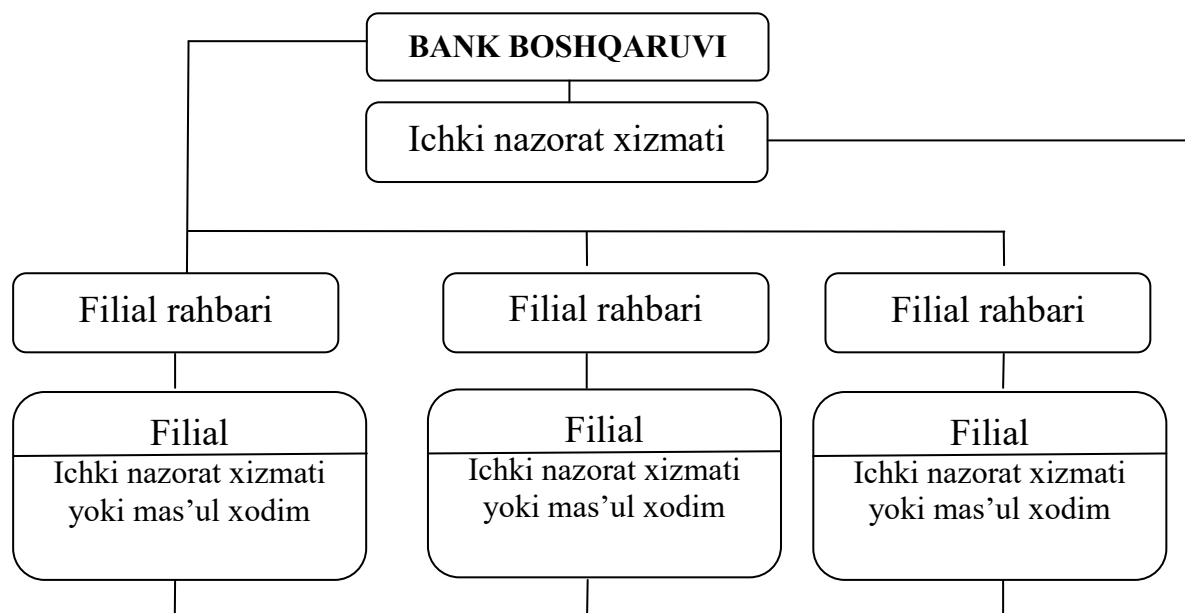 BANK BOSHQARUVI
Ichki nazorat xizmati
Filial rahbari
Filial rahbari
Filial rahbari
Filial
Ichki nazorat xizmati
yoki mas’ul xodim
Filial
Ichki nazorat xizmati
yoki mas’ul xodim
Filial
Ichki nazorat xizmati
yoki mas’ul xodim